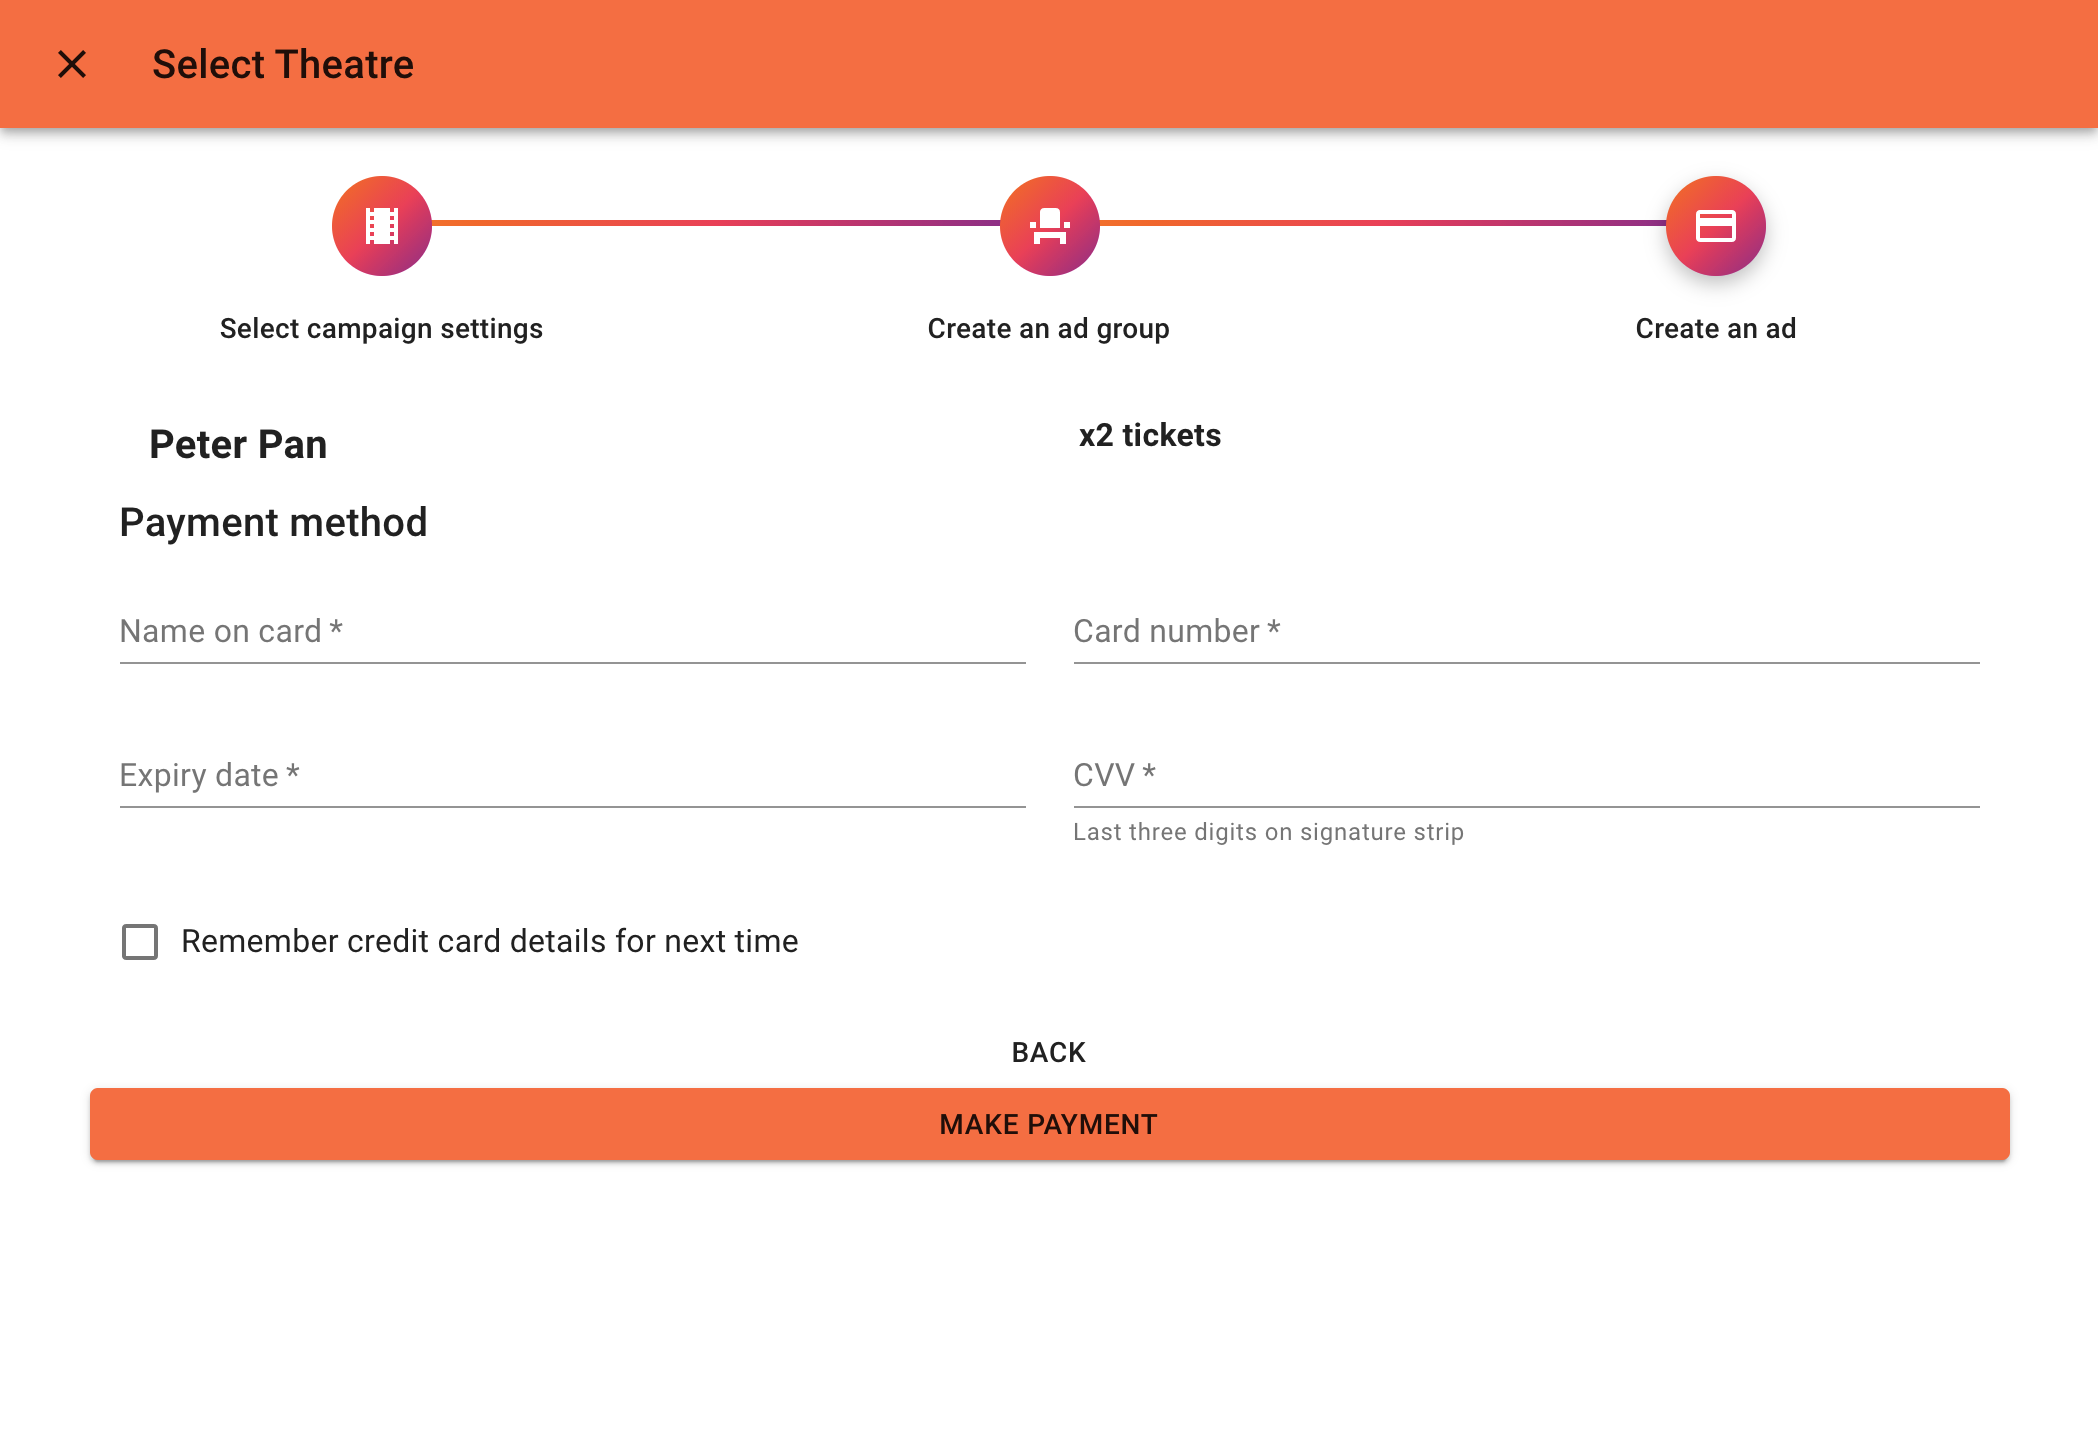 Select Theatre
Select campaign settings
Create an ad group
Create an ad
Peter Pan
x2 tickets
Payment method
Name on card *
Card number *
Expiry date *
CVV *
Last three digits on signature strip
Remember credit card details for next time
BACK
MAKE PAYMENT